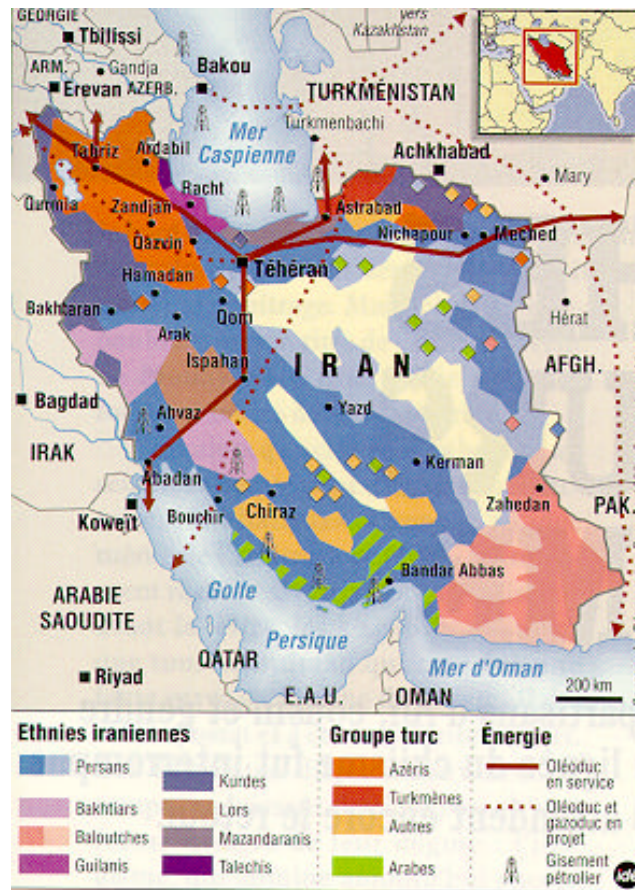 GÉORGIE
Tbilissi
vers
Kazakhstan
ARM.
Gandja
Bakou
Erevan
AZERB.
TURKMÉNISTAN
Turkmenbachi
Mer
Caspienne
Tabriz
Ardabil
Achkhabad
Mary
Racht
Qurmia
Zandjan
Astrabad
Nichapour
Meched
Qazvin
Téhéran
Hamadan
Qom
Hérat
Bakhtaran
Arak
Ispahan
IRAN
AFGH.
Bagdad
Ahvaz
Yazd
IRAK
Abadan
Kerman
Zahedan
PAK.
Koweït
Bouchir
Chiraz
Bandar Abbas
ARABIE
SAOUDITE
Golfe
Persique
QATAR
Mer d'Oman
Riyad
E.A.U.
OMAN
200 km
Ethnies iraniennes
Persans
Kurdes
Bakhtiars
Lors
Baloutches
Mazandaranis
Guilanis
Talechis
Groupe turc
Azéris
Turkmènes
Autres
Arabes
Énergie
Oléoduc
en service
Oléoduc et
gazoduc en
projet
Gisement
pétrolier